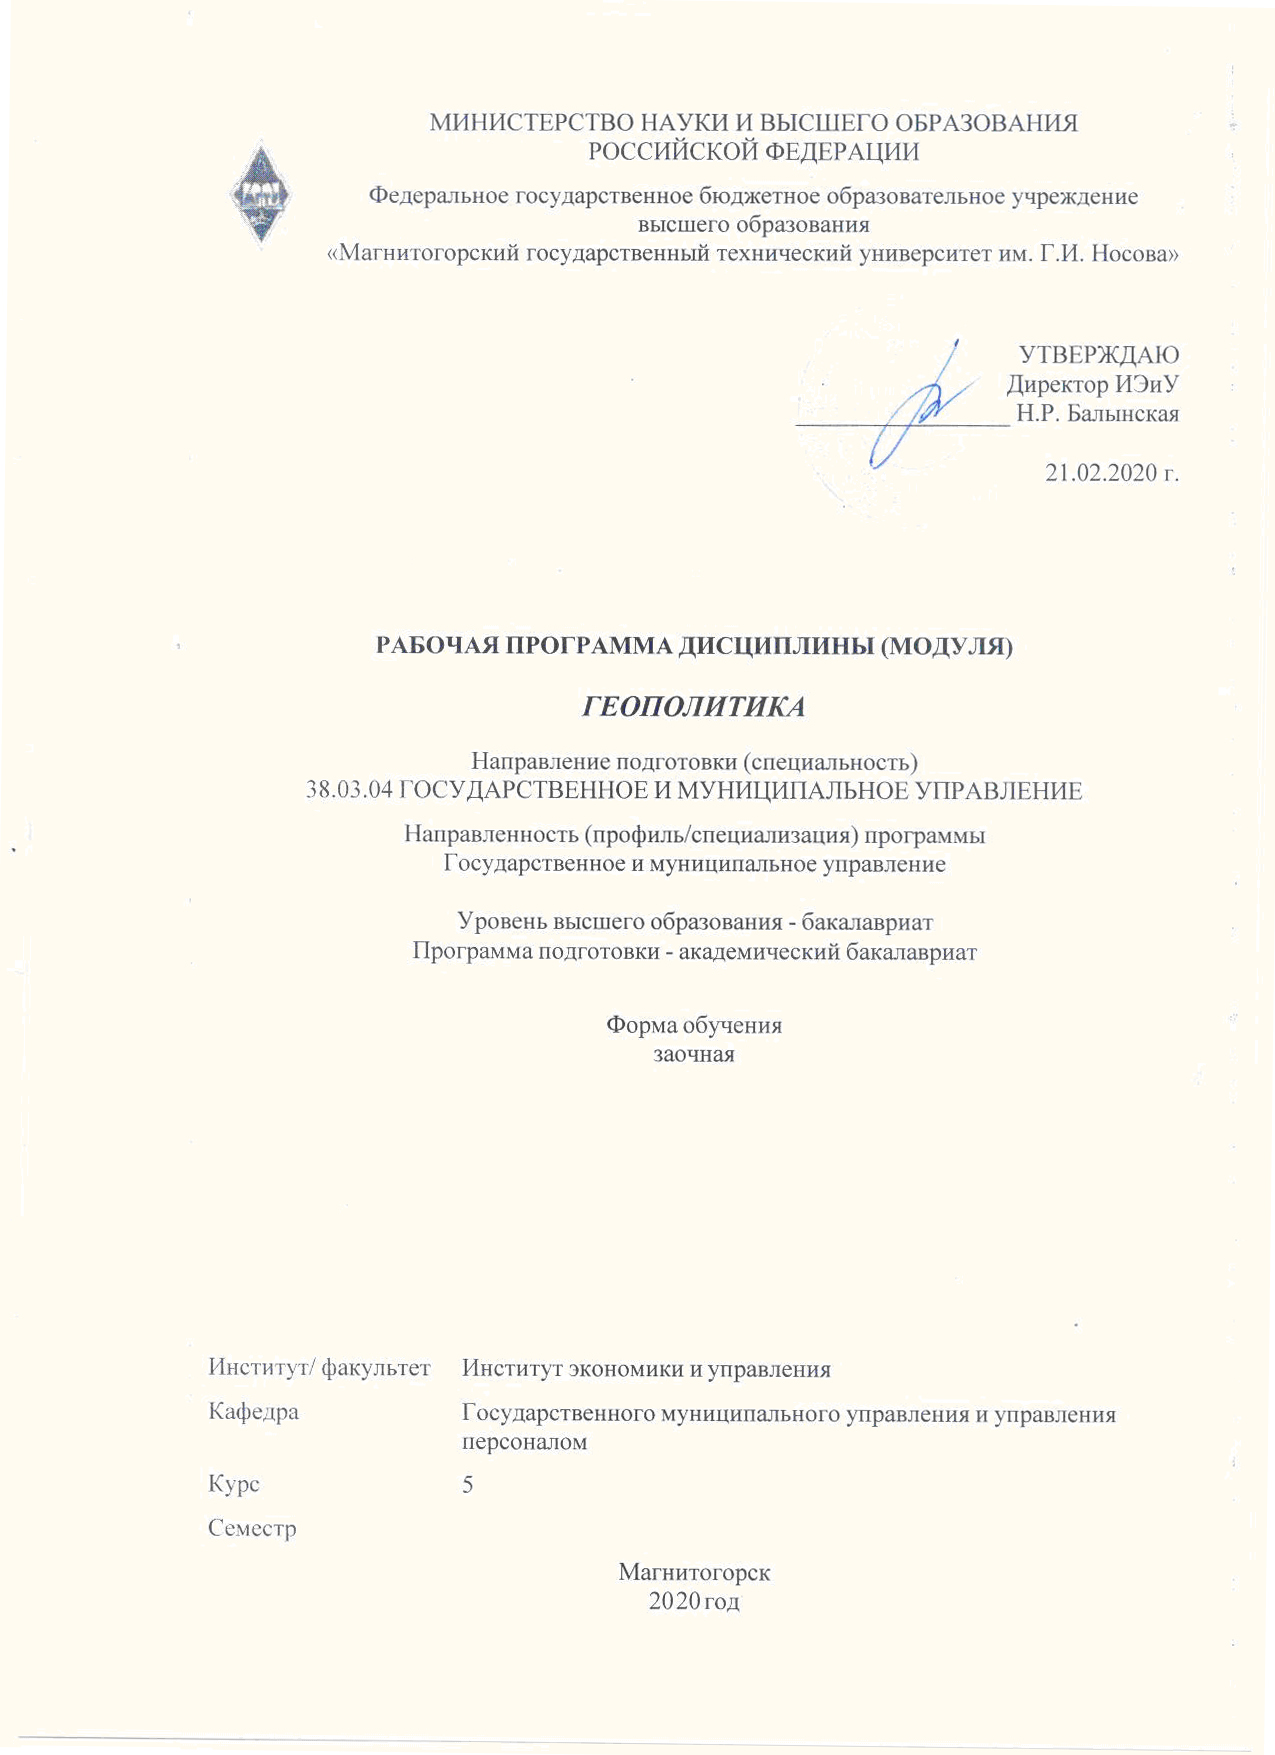 МИНИСТЕРСТВО НАУКИ И ВЫСШЕГО ОБРАЗОВАНИЯ
РОССИЙСКОЙ ФЕДЕРАЦИИ
Федеральное государственное бюджетное образовательное учреждение
высшего образования
«Магнитогорский государственный технический университет им. Г.И. Носова»
УТВЕРЖДАЮ
Директор ИЭиУ
Н.Р. Балынская
21.02.2020 г.
РАБОЧАЯ ПРОГРАММА ДИСЦИПЛИНЫ (МОДУЛЯ)
ГЕОПОЛИТИКА
Направление подготовки (специальность)
38.03.04 ГОСУДАРСТВЕННОЕ И МУНИЦИПАЛЬНОЕ УПРАВЛЕНИЕ
Направленность (профиль/специализация) программы
Государственное и муниципальное управление
Уровень высшего образования - бакалавриат
Программа подготовки - академический бакалавриат
Форма обучения
заочная
Институт/ факультет Институт экономики и управления
Кафедра Государственного муниципального управления и управления
персоналом
Курс 5
Семестр
Магнитогорск
2020 год